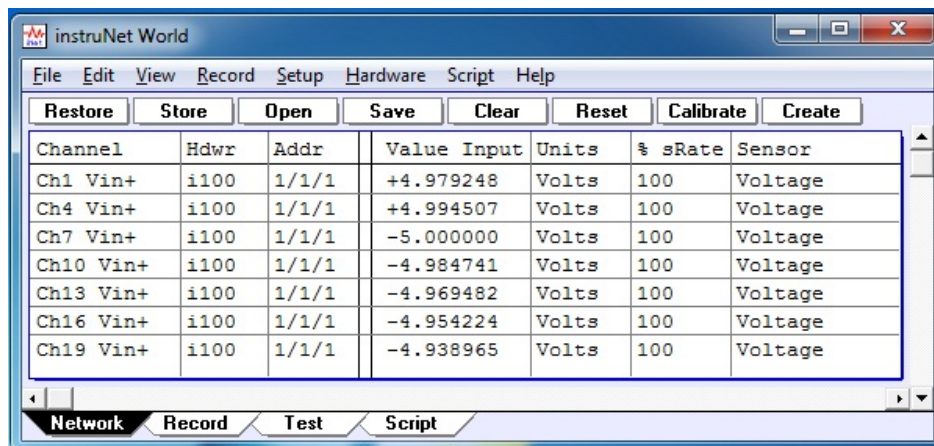 instruNet World
File Edit View Record Setup Hardware Script Help
Restore Store Open Save Clear Reset Calibrate Create
Channel Hdwr Addr Value Input Units % sRate Sensor
Ch1 Vin+ i100 1/1/1 +4.979248 Volts 100 Voltage
Ch4 Vin+ i100 1/1/1 +4.994507 Volts 100 Voltage
Ch7 Vin+ i100 1/1/1 -5.000000 Volts 100 Voltage
Ch10 Vin+ i100 1/1/1 -4.984741 Volts 100 Voltage
Ch13 Vin+ i100 1/1/1 -4.969482 Volts 100 Voltage
Ch16 Vin+ i100 1/1/1 -4.954224 Volts 100 Voltage
Ch19 Vin+ i100 1/1/1 -4.938965 Volts 100 Voltage
Network Record Test Script